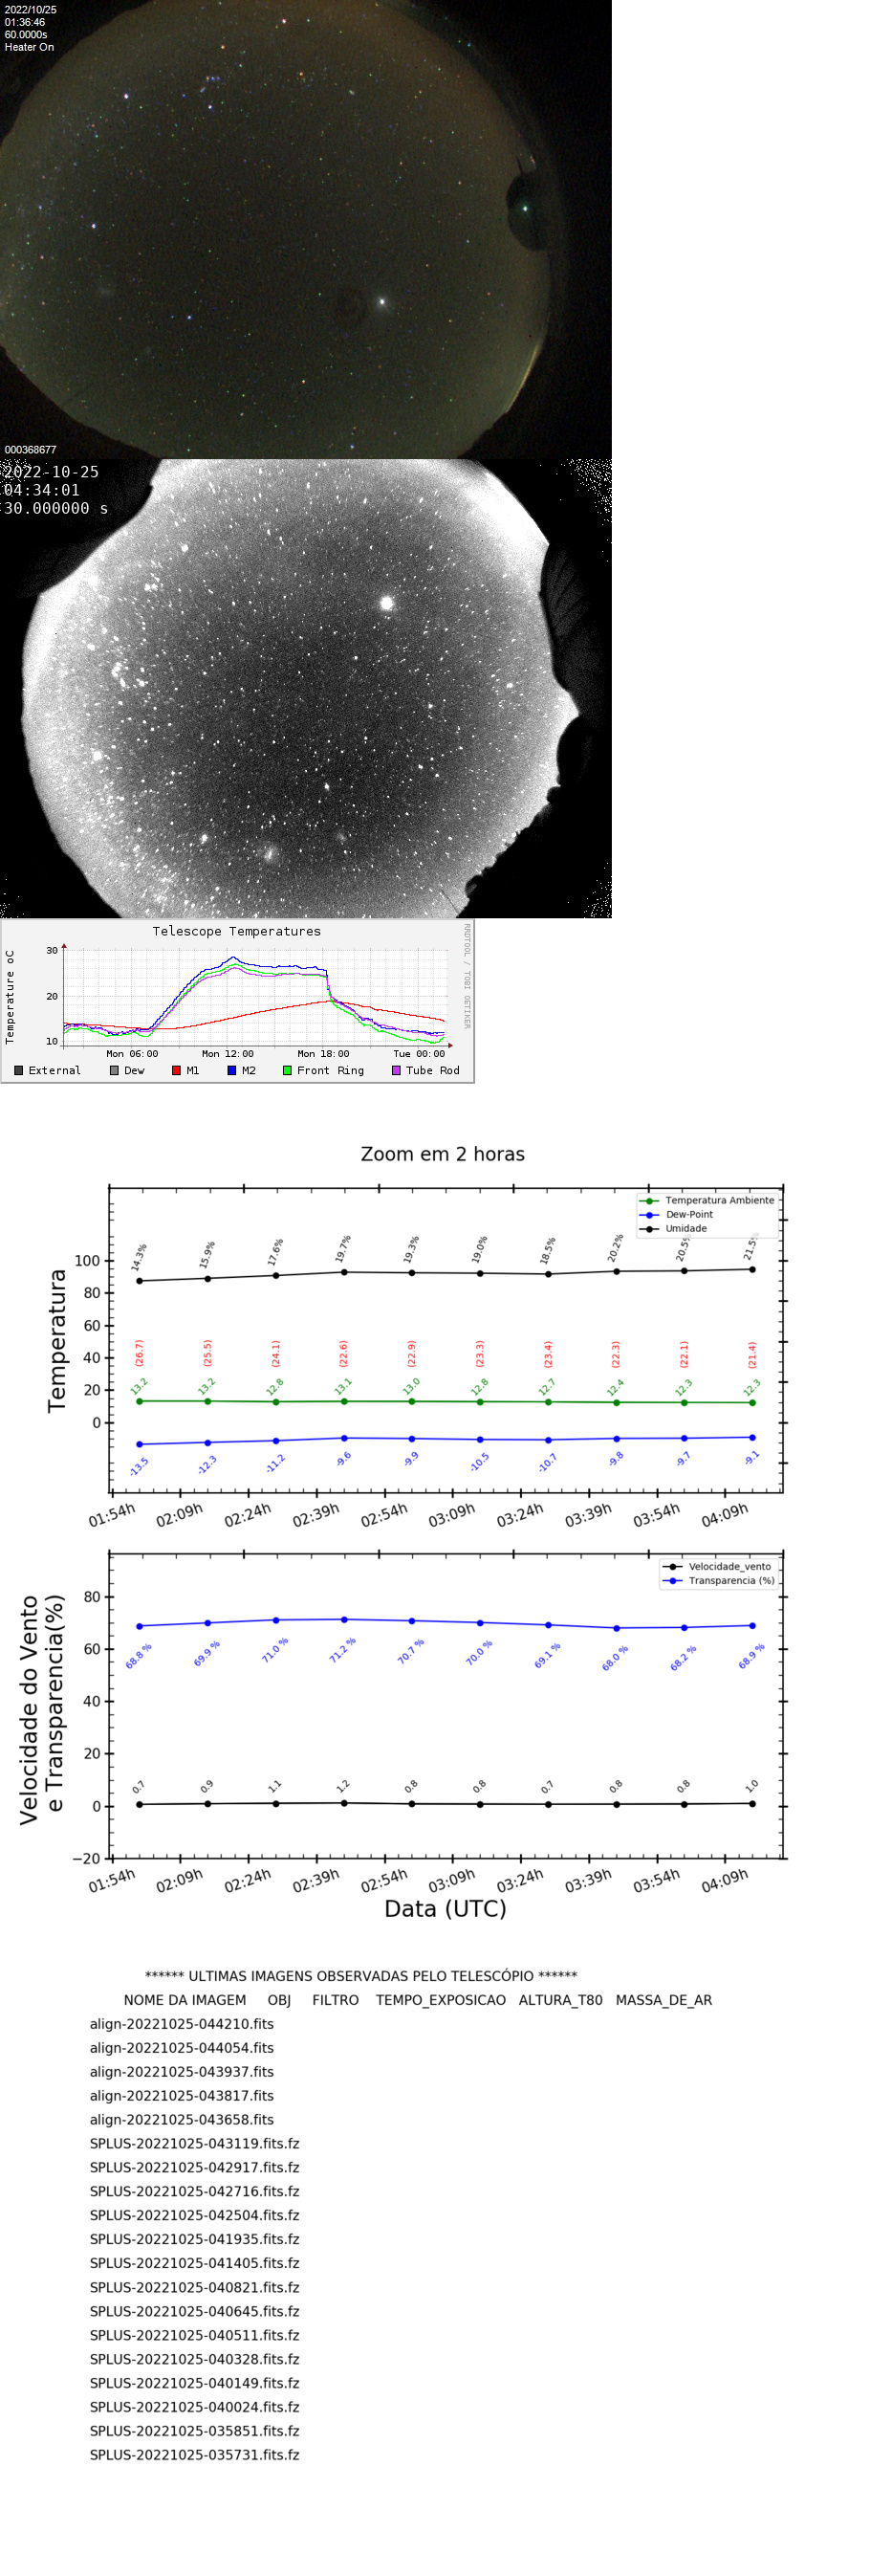 2022/10/25
01:36:46
60.0000s
Heater On
000368677
2022-10-25
04:34:01
30.000000 s
Telescope Temperatures
RRDTOOL / TOBI OETIKER
Temperature oC
30
20
10
Mon 06:00 Mon 12:00 Mon 18:00 Tue 00:00
External Dew M1 M2 Front Ring Tube Rod
Zoom em 2 horas
Temperatura Ambiente
Dew-Point
Umidade
Temperatura
100
80
60
40
20
0
14.3% 15.9% 17.6% 19.7% 19.3% 19.0% 18.5% 20.2% 20.5% 21.5%
(26.7) (25.5) (24.1) (22.6) (22.9) (23.3) (23.4) (22.3) (22.1) (21.4)
13.2 13.2 12.8 13.1 13.0 12.8 12.7 12.4 12.3 12.3
-13.5 -12.3 -11.2 -9.6 -9.9 -10.5 -10.7 -9.8 -9.7 -9.1
01:54h 02:09h 02:24h 02:39h 02:54h 03:09h 03:24h 03:39h 03:54h 04:09h
Velocidade_vento
Transparencia (%)
Velocidade do Vento
e Transparencia(%)
80
60
40
20
0
−20
68.8 % 69.9 % 71.0 % 71.2 % 70.7 % 70.0 % 69.1 % 68.0 % 68.2 % 68.9 %
0.7 0.9 1.1 1.2 0.8 0.8 0.7 0.8 0.8 1.0
01:54h 02:09h 02:24h 02:39h 02:54h 03:09h 03:24h 03:39h 03:54h 04:09h
Data (UTC)
****** ULTIMAS IMAGENS OBSERVADAS PELO TELESCÓPIO ******
NOME DA IMAGEM OBJ FILTRO TEMPO_EXPOSICAO ALTURA_T80 MASSA_DE_AR
align-20221025-044210.fits
align-20221025-044054.fits
align-20221025-043937.fits
align-20221025-043817.fits
align-20221025-043658.fits
SPLUS-20221025-043119.fits.fz
SPLUS-20221025-042917.fits.fz
SPLUS-20221025-042716.fits.fz
SPLUS-20221025-042504.fits.fz
SPLUS-20221025-041935.fits.fz
SPLUS-20221025-041405.fits.fz
SPLUS-20221025-040821.fits.fz
SPLUS-20221025-040645.fits.fz
SPLUS-20221025-040511.fits.fz
SPLUS-20221025-040328.fits.fz
SPLUS-20221025-040149.fits.fz
SPLUS-20221025-040024.fits.fz
SPLUS-20221025-035851.fits.fz
SPLUS-20221025-035731.fits.fz